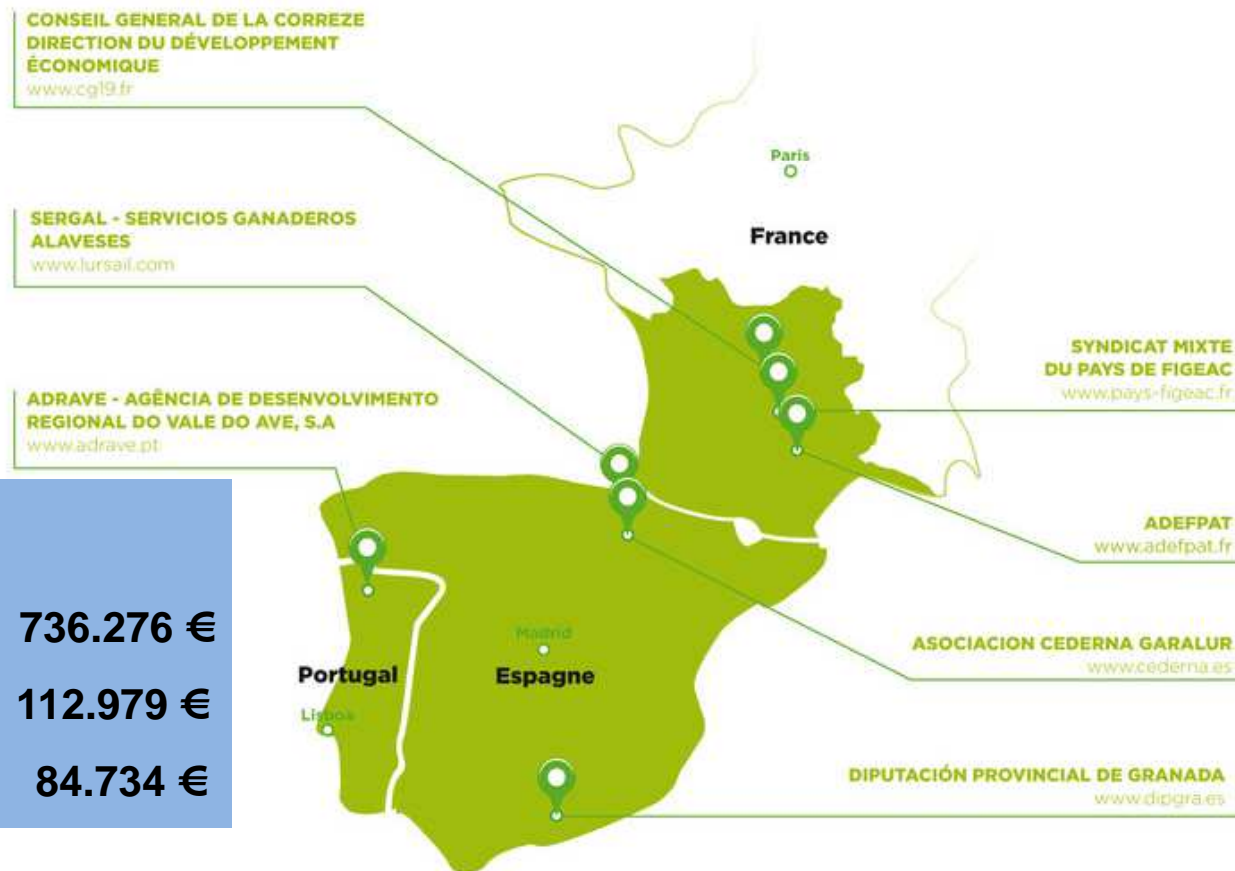 CONSEIL GENERAL DE LA CORREZE
DIRECTION DU DÉVELOPPEMENT
ÉCONOMIQUE
www.cg19.fr
Paris
SERGAL - SERVICIOS GANADEROS
ALAVESES
www.lursail.com
France
SYNDICAT MIXTE
DU PAYS DE FIGEAC
www.pays-figeac.fr
ADRAVE - AGÊNCIA DE DESENVOLVIMENTO
REGIONAL DO VALE DO AVE, S.A
www.adrave.pt
ADEFPAT
www.adefpat.fr
736.276 €
112.979 €
84.734 €
Madrid
Portugal
Espagne
Lisboa
ASOCIACION CEDERNA GARALUR
www.cederna.es
DIPUTACIÓN PROVINCIAL DE GRANADA
www.dipgra.es